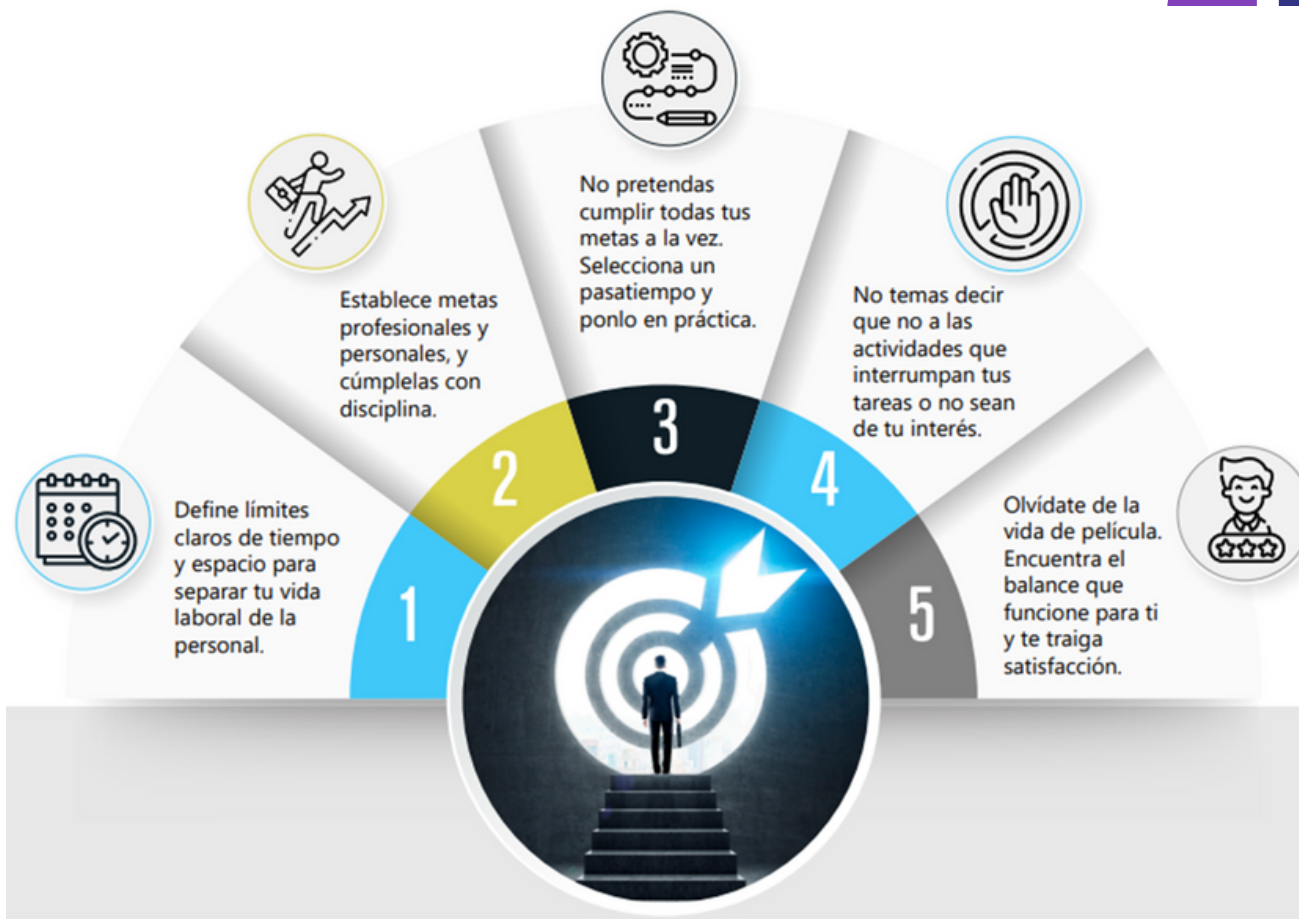 1
Define límites
claros de tiempo
y espacio para
separar tu vida
laboral de la
personal.
2
Establece metas
profesionales y
personales, y
cúmplelas con
disciplina.
3
No pretendas
cumplir todas tus
metas a la vez.
Selecciona un
pasatiempo y
ponlo en práctica.
4
No temas decir
que no a las
actividades que
interrumpan tus
tareas o no sean
de tu interés.
5
Olvídate de la
vida de película.
Encuentra el
balance que
funcione para ti
y te traiga
satisfacción.